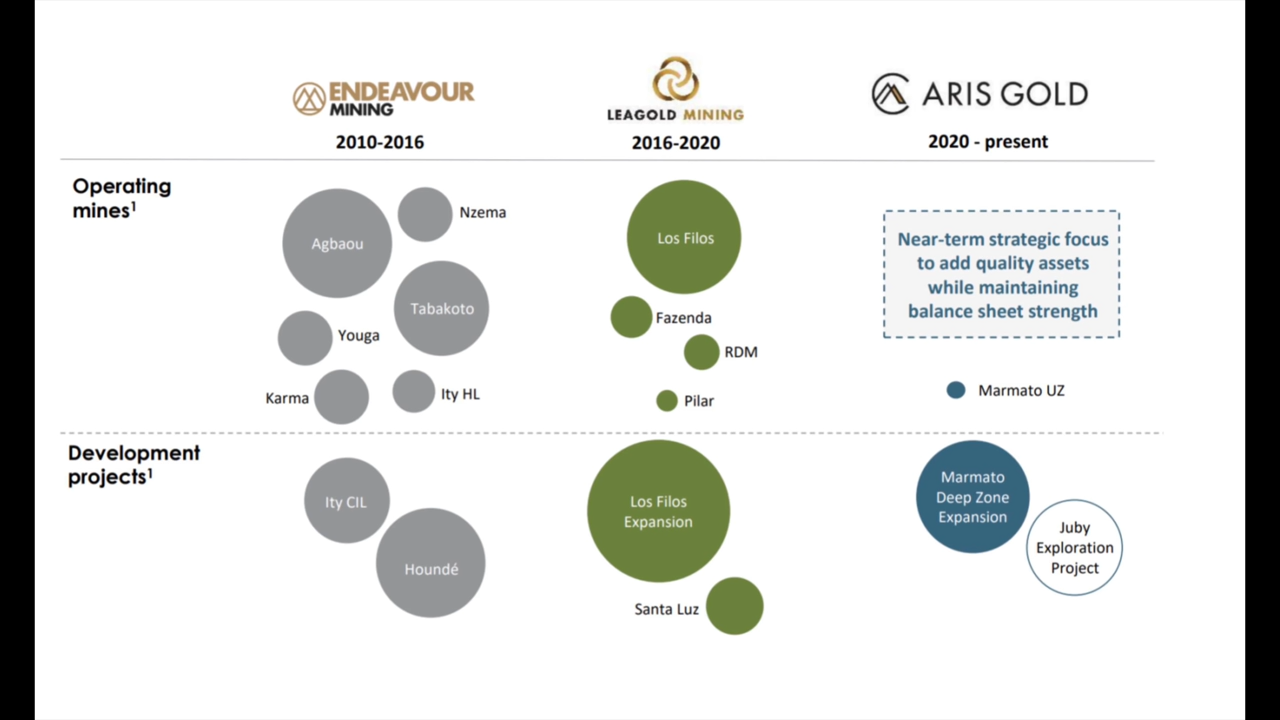 ENDEAVOUR
MINING
2010-2016
LEAGOLD MINING
2016-2020
ARIS GOLD
2020 - present
Operating
mines1
Agbaou
Nzema
Tabakoto
Youga
Karma
Ity HL
Los Filos
Fazenda
RDM
Pilar
Near-term strategic focus
to add quality assets
while maintaining
balance sheet strength
Marmato UZ
Development
projects1
Ity CIL
Houndé
Los Filos
Expansion
Santa Luz
Marmato
Deep Zone
Expansion
Juby
Exploration
Project